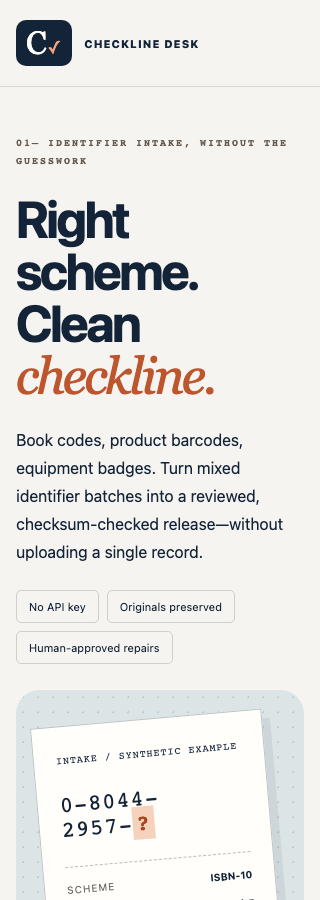 C✓ CHECKLINE DESK
01— IDENTIFIER INTAKE, WITHOUT THE
GUESSWORK
Right
scheme.
Clean
checkline.
Book codes, product barcodes,
equipment badges. Turn mixed
identifier batches into a reviewed,
checksum-checked release—without
uploading a single record.
No API key Originals preserved
Human-approved repairs
INTAKE / SYNTHETIC EXAMPLE
0–8044–
2957–?
SCHEME ISBN-10